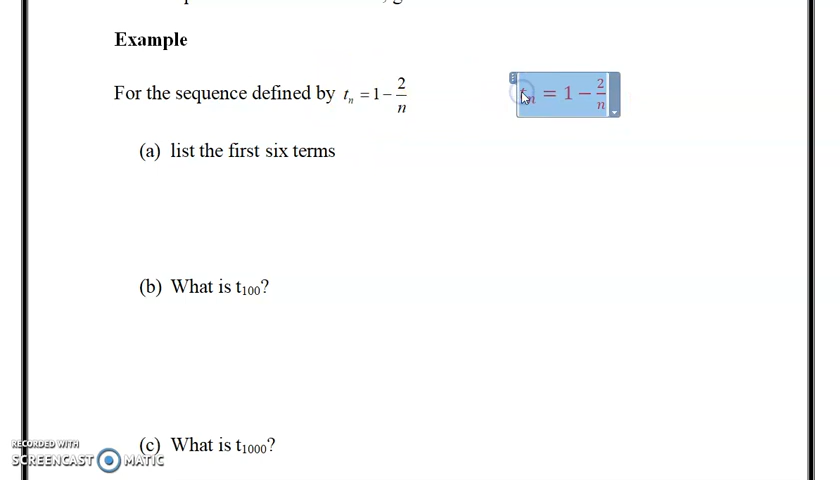 Example
For the sequence defined by tₙ = 1 − 2/n
tₙ = 1 − 2/n
(a) list the first six terms
(b) What is t₁₀₀?
(c) What is t₁₀₀₀?
RECORDED WITH
SCREENCAST MATIC